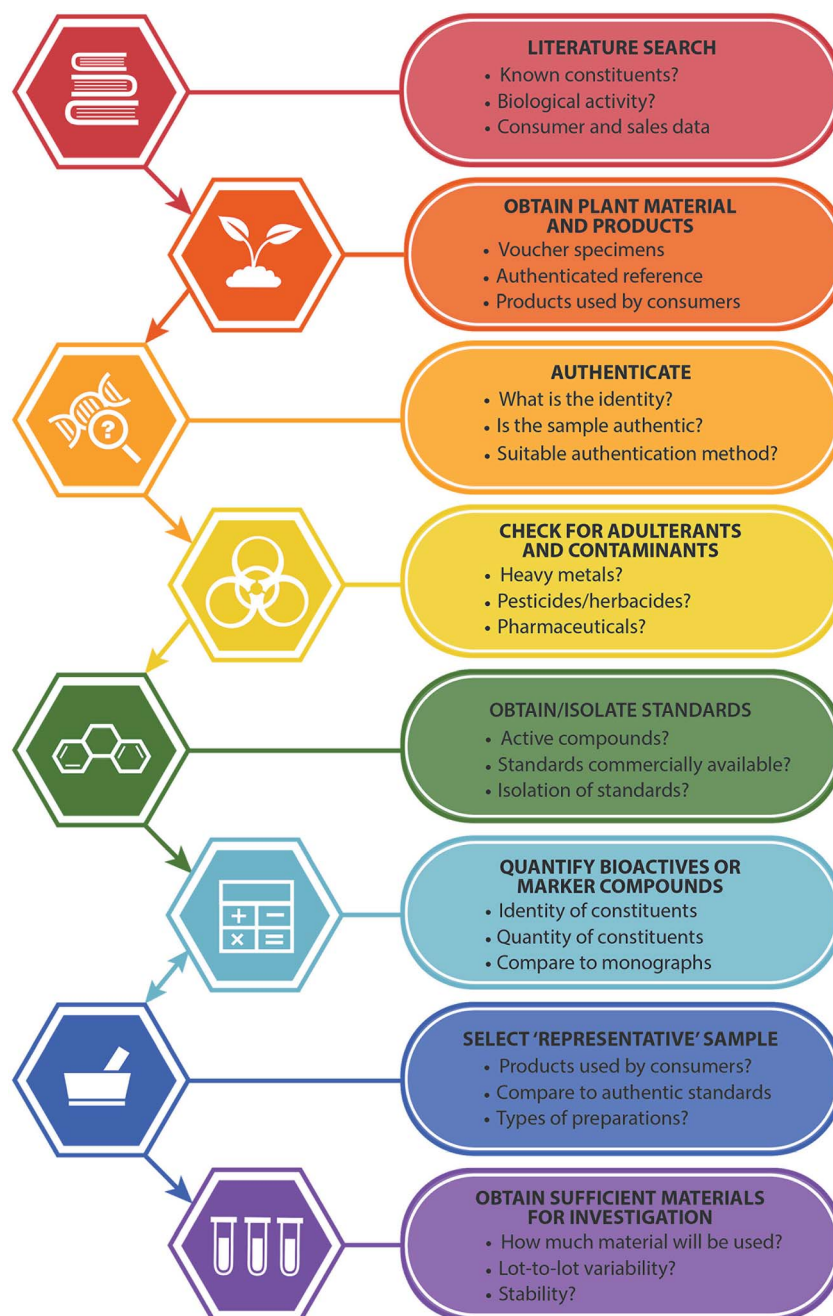 LITERATURE SEARCH
• Known constituents?
• Biological activity?
• Consumer and sales data
OBTAIN PLANT MATERIAL
AND PRODUCTS
• Voucher specimens
• Authenticated reference
• Products used by consumers
AUTHENTICATE
• What is the identity?
• Is the sample authentic?
• Suitable authentication method?
?
CHECK FOR ADULTERANTS
AND CONTAMINANTS
• Heavy metals?
• Pesticides/herbacides?
• Pharmaceuticals?
OBTAIN/ISOLATE STANDARDS
• Active compounds?
• Standards commercially available?
• Isolation of standards?
QUANTIFY BIOACTIVES OR
MARKER COMPOUNDS
• Identity of constituents
• Quantity of constituents
• Compare to monographs
+ −
× =
SELECT ‘REPRESENTATIVE’ SAMPLE
• Products used by consumers?
• Compare to authentic standards
• Types of preparations?
OBTAIN SUFFICIENT MATERIALS
FOR INVESTIGATION
• How much material will be used?
• Lot-to-lot variability?
• Stability?